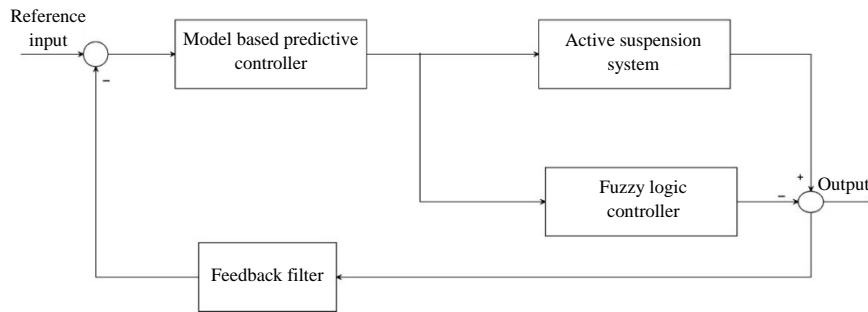 Reference
input
Model based predictive
controller
Active suspension
system
−
+
Output
Fuzzy logic
controller
−
Feedback filter